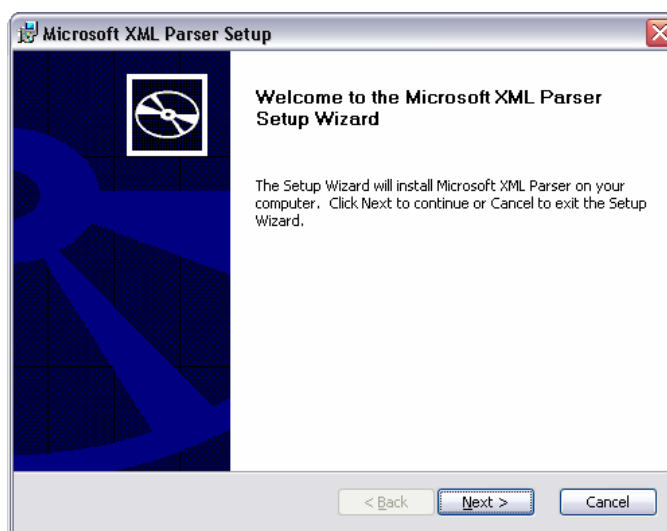 Microsoft XML Parser Setup
Welcome to the Microsoft XML Parser
Setup Wizard
The Setup Wizard will install Microsoft XML Parser on your
computer. Click Next to continue or Cancel to exit the Setup
Wizard.
< Back Next > Cancel